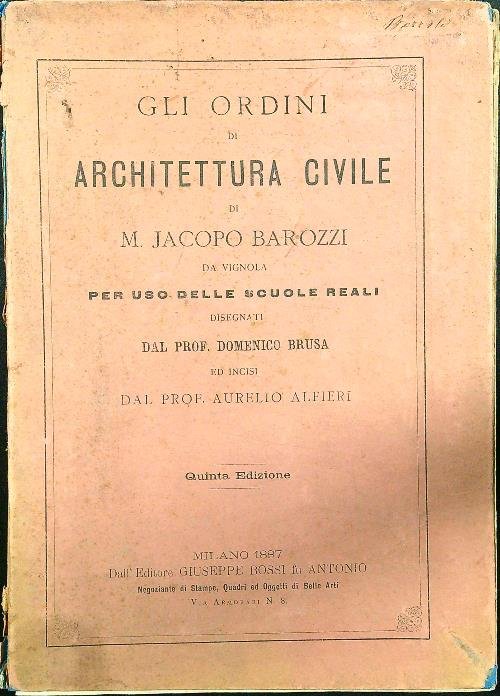 GLI ORDINI
DI
ARCHITETTURA CIVILE
DI
M. JACOPO BAROZZI
DA VIGNOLA
PER USO DELLE SCUOLE REALI
DISEGNATI
DAL PROF. DOMENICO BRUSA
ED INCISI
DAL PROF. AURELIO ALFIERI
Quinta Edizione
MILANO 1887
Dall' Editore GIUSEPPE BOSSI fu ANTONIO
Negoziante di Stampe, Quadri ed Oggetti di Belle Arti
VIA ARMORARI N. 8.